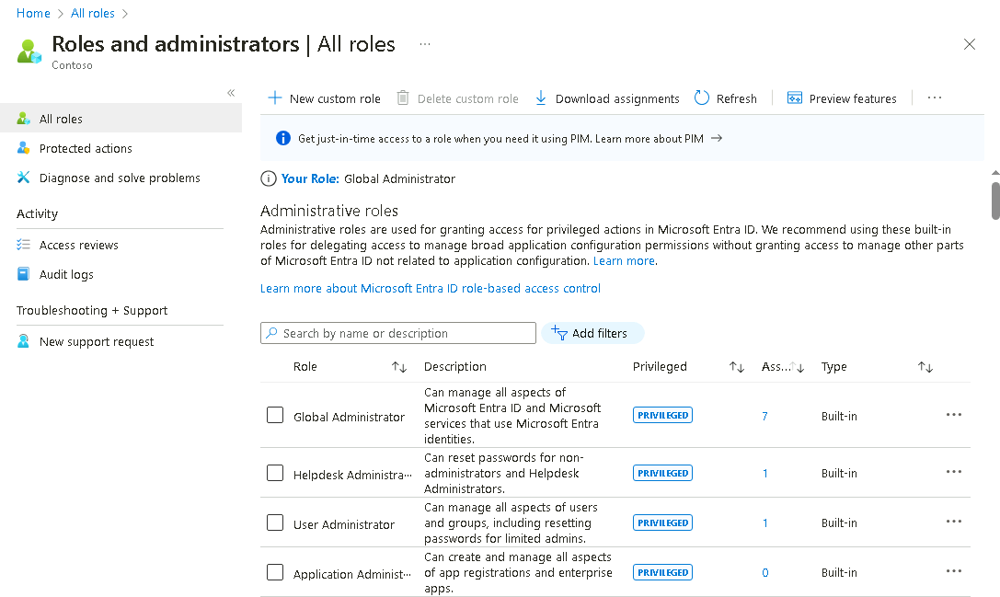 Home > All roles >
Roles and administrators | All roles ...
Contoso
«
All roles
Protected actions
Diagnose and solve problems
Activity
Access reviews
Audit logs
Troubleshooting + Support
New support request
New custom role Delete custom role Download assignments Refresh Preview features ...
Get just-in-time access to a role when you need it using PIM. Learn more about PIM →
Your Role: Global Administrator
Administrative roles
Administrative roles are used for granting access for privileged actions in Microsoft Entra ID. We recommend using these built-in
roles for delegating access to manage broad application configuration permissions without granting access to manage other parts
of Microsoft Entra ID not related to application configuration. Learn more.
Learn more about Microsoft Entra ID role-based access control
Search by name or description Add filters
Role Description Privileged Ass... Type
Can manage all aspects of
Microsoft Entra ID and Microsoft
Global Administrator services that use Microsoft Entra PRIVILEGED 7 Built-in ...
identities.
Can reset passwords for non-
Helpdesk Administra... administrators and Helpdesk PRIVILEGED 1 Built-in ...
Administrators.
Can manage all aspects of users
User Administrator and groups, including resetting PRIVILEGED 1 Built-in ...
passwords for limited admins.
Can create and manage all aspects
Application Administ... of app registrations and enterprise PRIVILEGED 0 Built-in ...
apps.